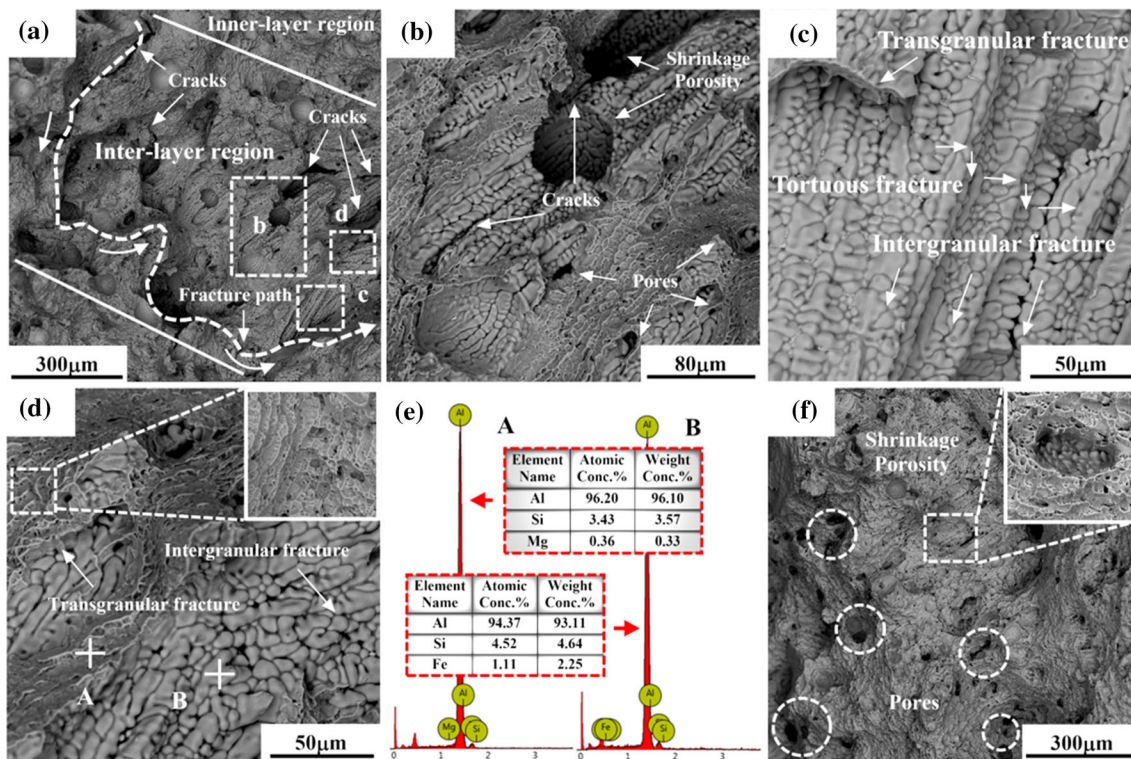 (a)
Inner-layer region
Cracks
Cracks
Inter-layer region
b
d
c
Fracture path
300μm
(b)
Shrinkage
Porosity
Cracks
Pores
80μm
(c)
Transgranular fracture
Tortuous fracture
Intergranular fracture
50μm
(d)
Intergranular fracture
Transgranular fracture
A
B
50μm
(e)
Al
A
Al
B
Element Name Atomic Conc.% Weight Conc.%
Al 96.20 96.10
Si 3.43 3.57
Mg 0.36 0.33
Element Name Atomic Conc.% Weight Conc.%
Al 94.37 93.11
Si 4.52 4.64
Fe 1.11 2.25
Al
Mg
Si
0 1 2 3
Al
Fe
Si
0 1 2 3
(f)
Shrinkage
Porosity
Pores
300μm